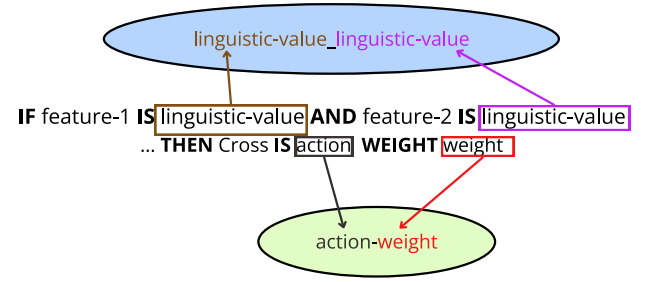 linguistic-value_linguistic-value
IF feature-1 IS linguistic-value AND feature-2 IS linguistic-value
... THEN Cross IS action WEIGHT weight
action-weight